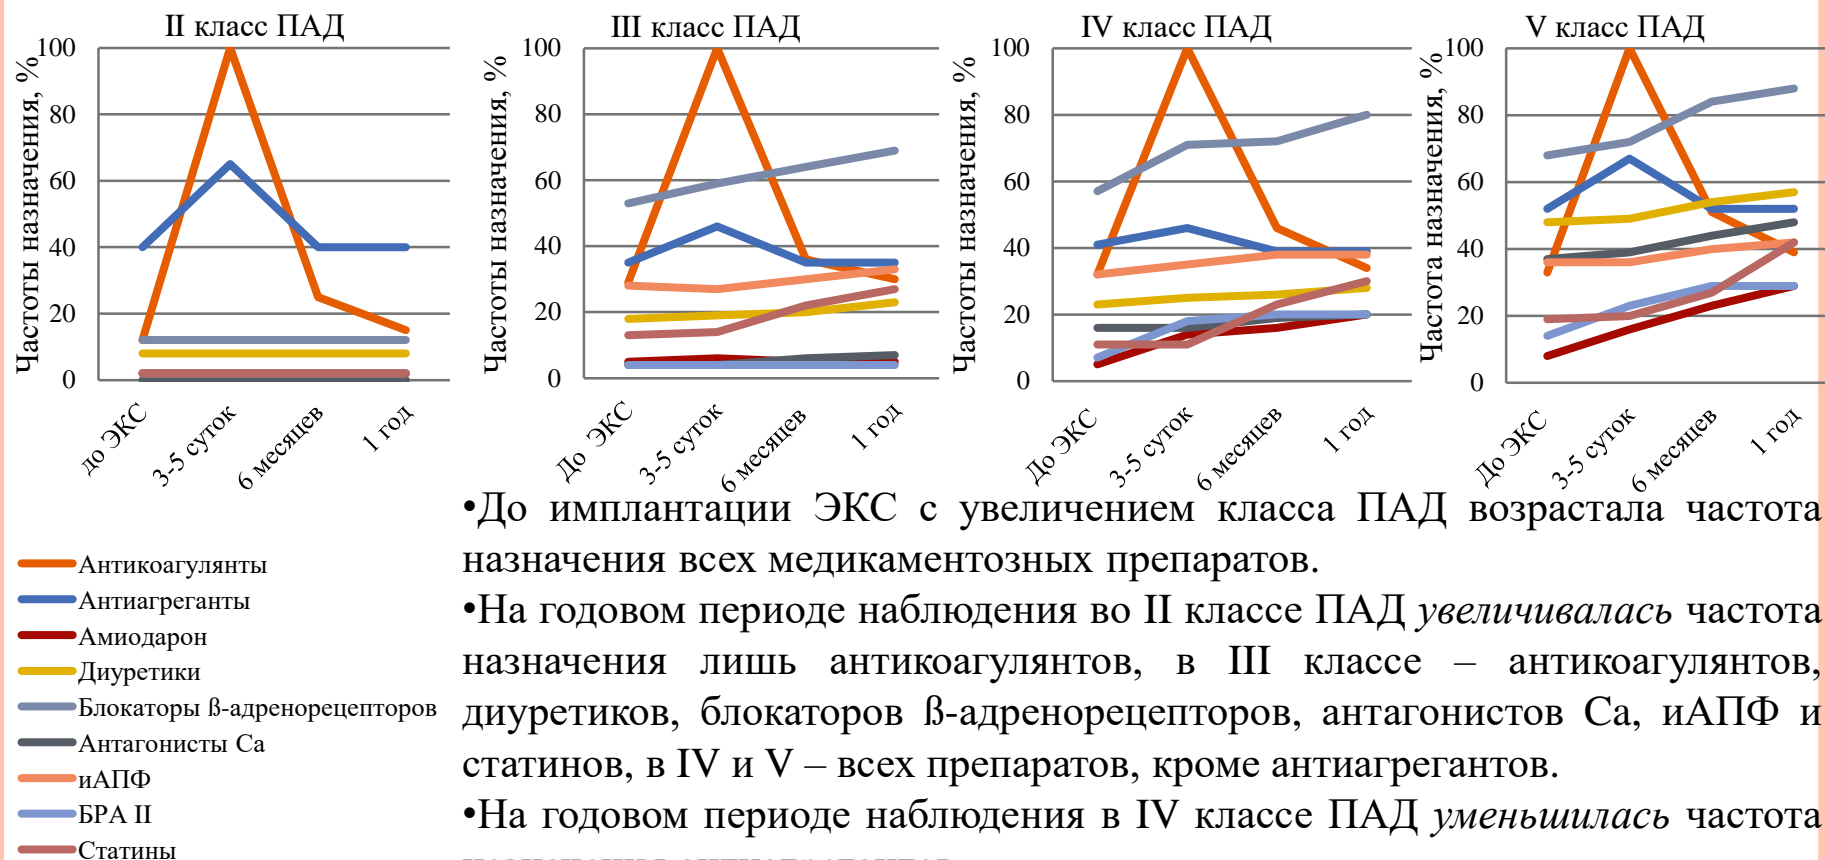 II класс ПАД
Частоты назначения, %
100
80
60
40
20
0
до ЭКС
3-5 суток
6 месяцев
1 год
III класс ПАД
Частоты назначения, %
100
80
60
40
20
0
До ЭКС
3-5 суток
6 месяцев
1 год
IV класс ПАД
Частоты назначения, %
100
80
60
40
20
0
До ЭКС
3-5 суток
6 месяцев
1 год
V класс ПАД
Частота назначения, %
100
80
60
40
20
0
До ЭКС
3-5 суток
6 месяцев
1 год
Антикоагулянты
Антиагреганты
Амиодарон
Диуретики
Блокаторы ß-адренорецепторов
Антагонисты Са
иАПФ
БРА II
Статины
•До имплантации ЭКС с увеличением класса ПАД возрастала частота
назначения всех медикаментозных препаратов.
•На годовом периоде наблюдения во II классе ПАД увеличивалась частота
назначения лишь антикоагулянтов, в III классе – антикоагулянтов,
диуретиков, блокаторов ß-адренорецепторов, антагонистов Са, иАПФ и
статинов, в IV и V – всех препаратов, кроме антиагрегантов.
•На годовом периоде наблюдения в IV классе ПАД уменьшилась частота